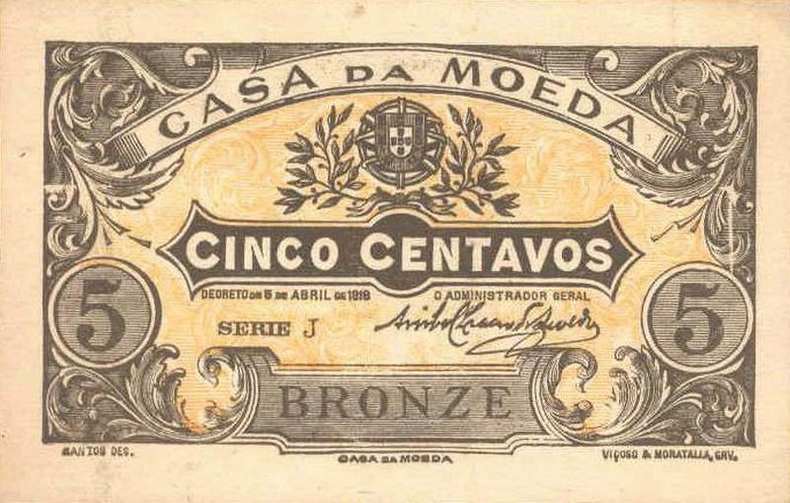 CASA DA MOEDA
CINCO CENTAVOS
DECRETO DE 5 DE ABRIL DE 1918
O ADMINISTRADOR GERAL
SERIE J
5
5
BRONZE
SANTOS DES.
CASA DA MOEDA
VIÇOSO & MORATALLA, GRV.